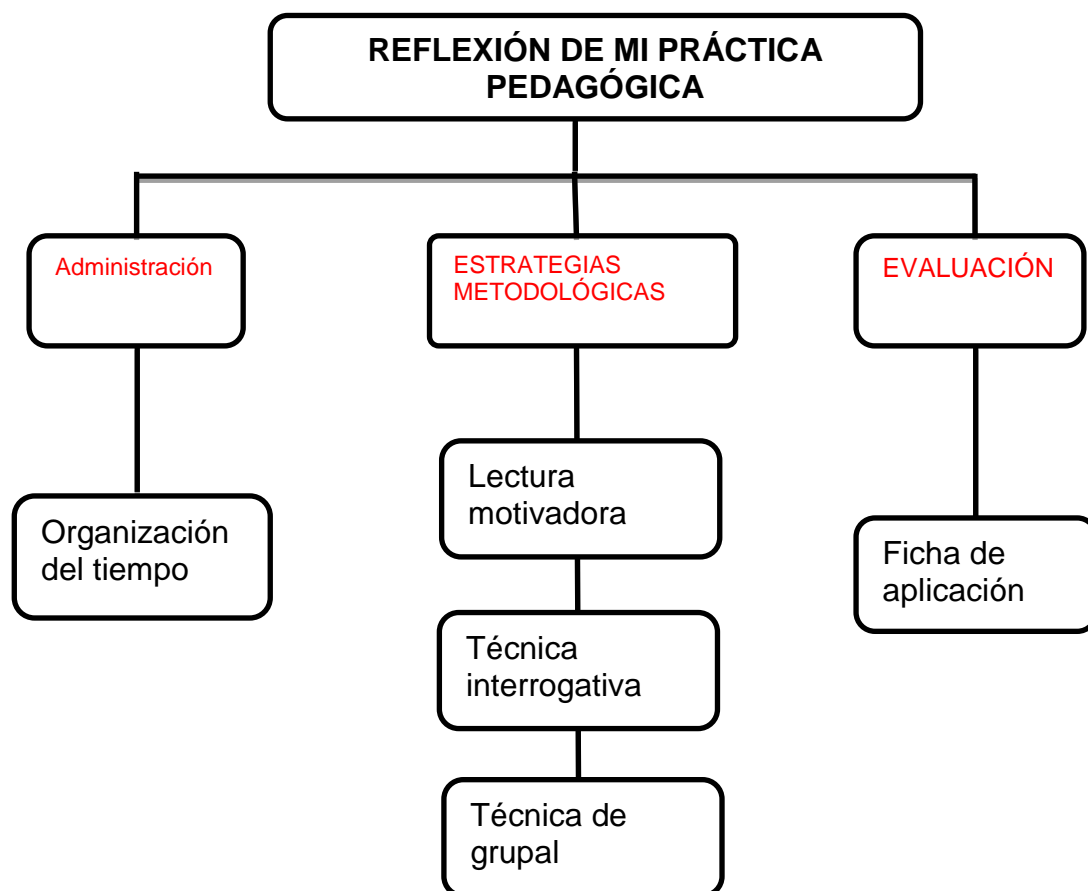 REFLEXIÓN DE MI PRÁCTICA
PEDAGÓGICA
Administración
ESTRATEGIAS
METODOLÓGICAS
EVALUACIÓN
Organización
del tiempo
Lectura
motivadora
Técnica
interrogativa
Técnica de
grupal
Ficha de
aplicación